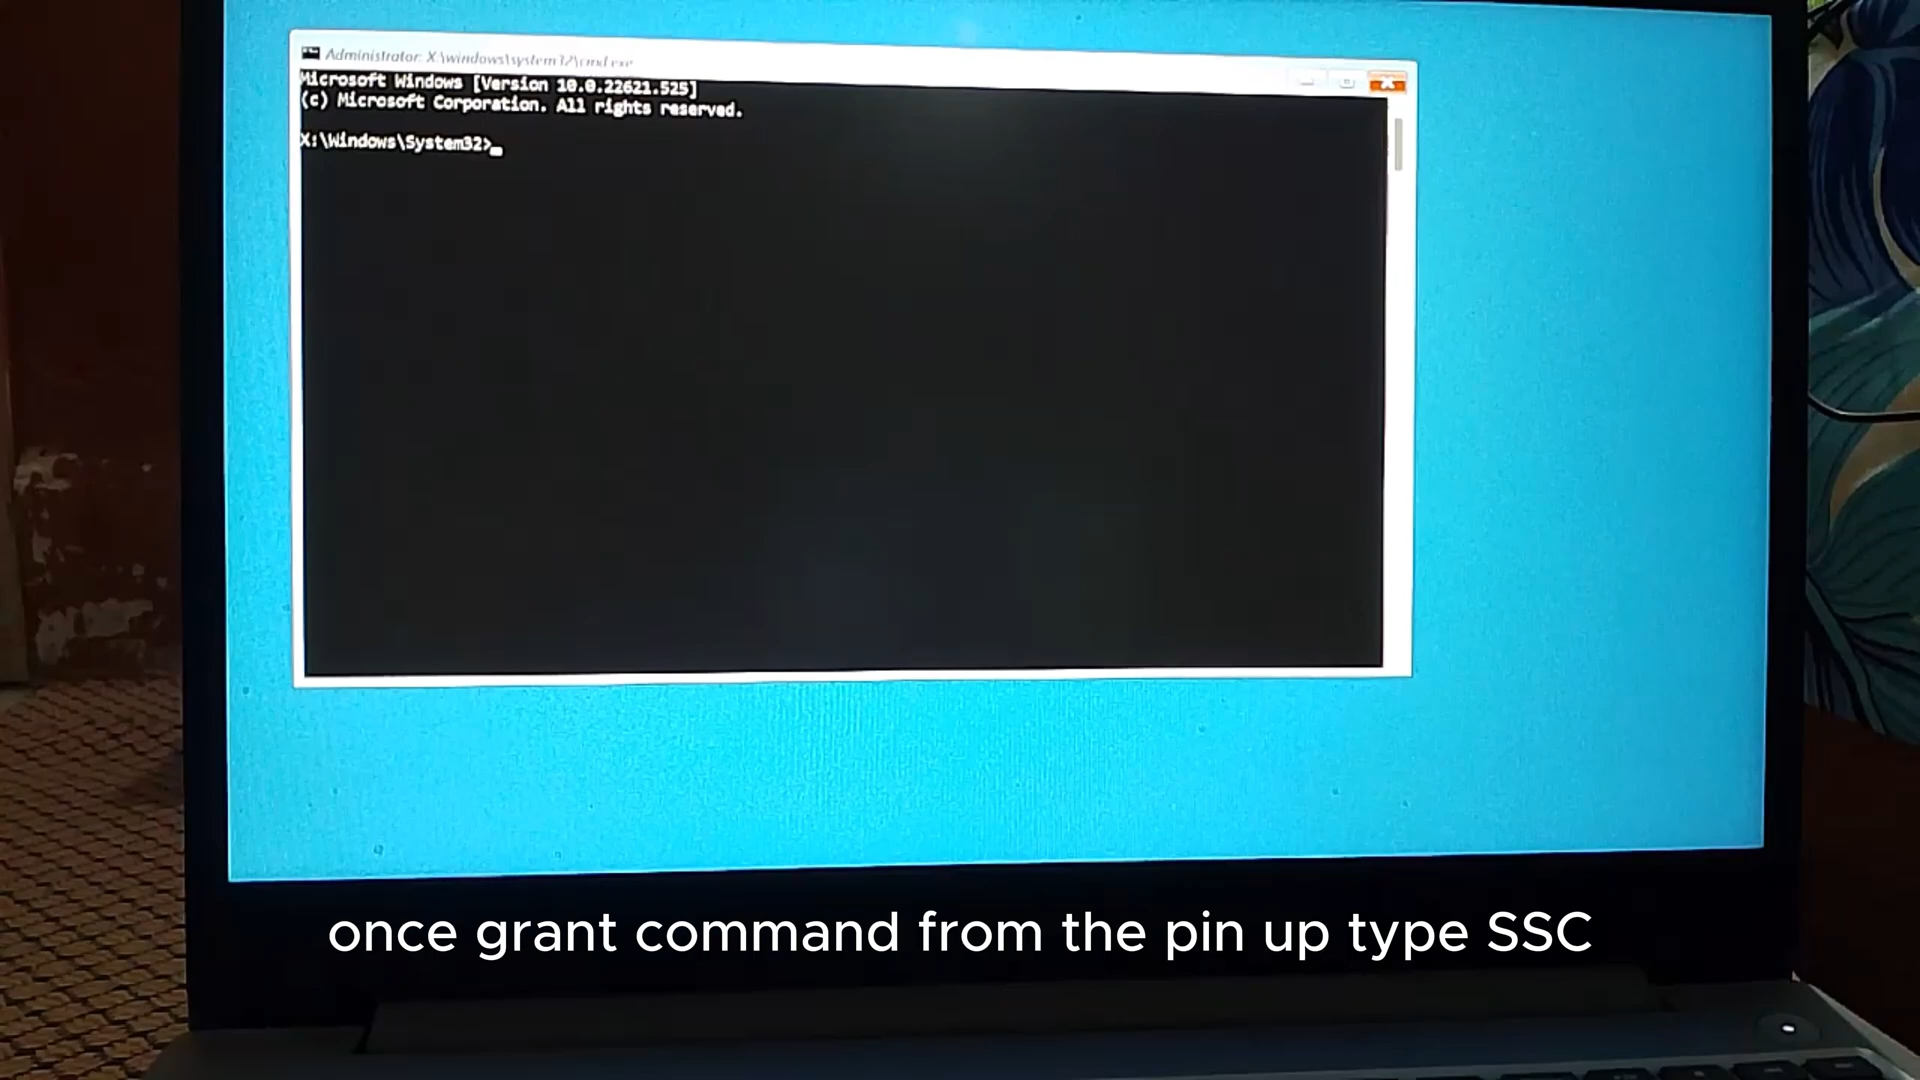 Administrator: X:\windows\system32\cmd.exe
Microsoft Windows [Version 10.0.22621.525]
(c) Microsoft Corporation. All rights reserved.
X:\Windows\System32>
once grant command from the pin up type SSC